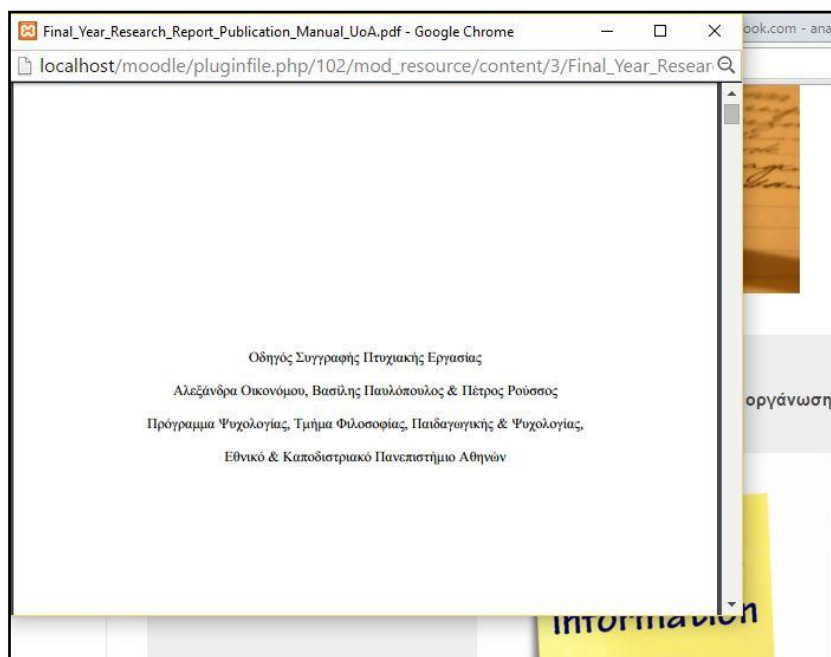 Final_Year_Research_Report_Publication_Manual_UoA.pdf - Google Chrome
ook.com - ana
localhost/moodle/pluginfile.php/102/mod_resource/content/3/Final_Year_Resear
Οδηγός Συγγραφής Πτυχιακής Εργασίας
Αλεξάνδρα Οικονόμου, Βασίλης Παυλόπουλος & Πέτρος Ρούσσος
Πρόγραμμα Ψυχολογίας, Τμήμα Φιλοσοφίας, Παιδαγωγικής & Ψυχολογίας,
Εθνικό & Καποδιστριακό Πανεπιστήμιο Αθηνών
οργάνωση
Information